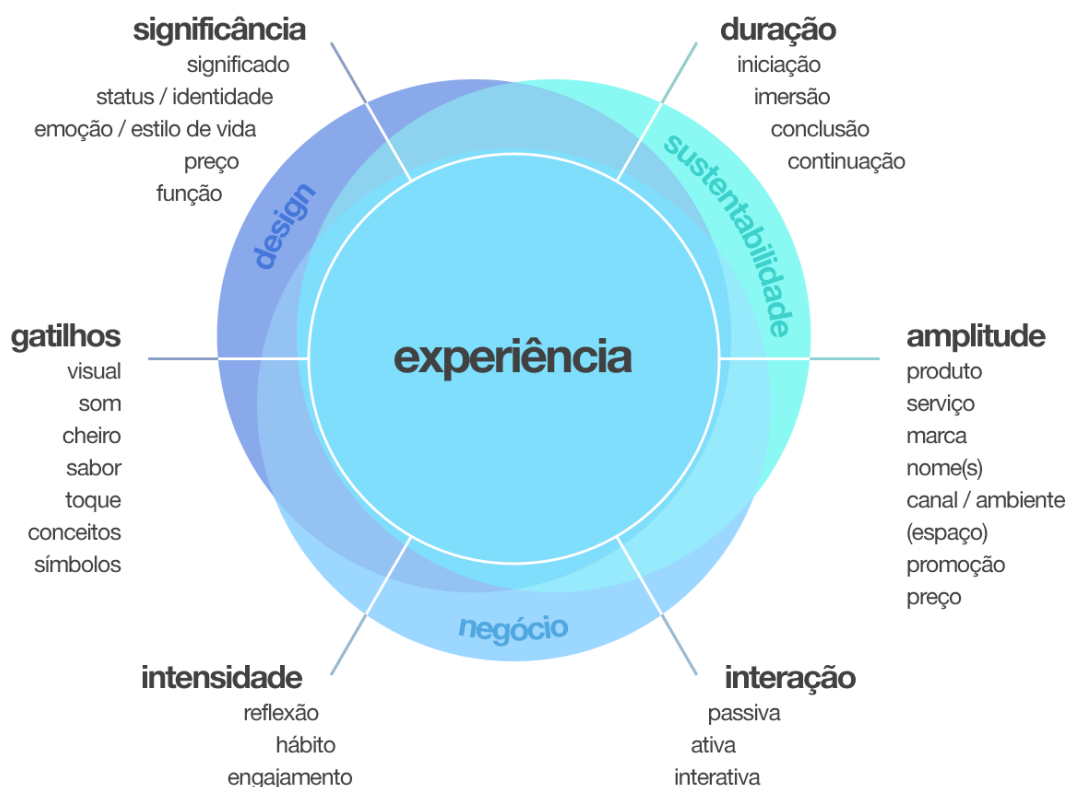 significância
significado
status / identidade
emoção / estilo de vida
preço
função
duração
iniciação
imersão
conclusão
continuação
design
sustentabilidade
gatilhos
visual
som
cheiro
sabor
toque
conceitos
símbolos
experiência
amplitude
produto
serviço
marca
nome(s)
canal / ambiente
(espaço)
promoção
preço
negócio
intensidade
reflexão
hábito
engajamento
interação
passiva
ativa
interativa